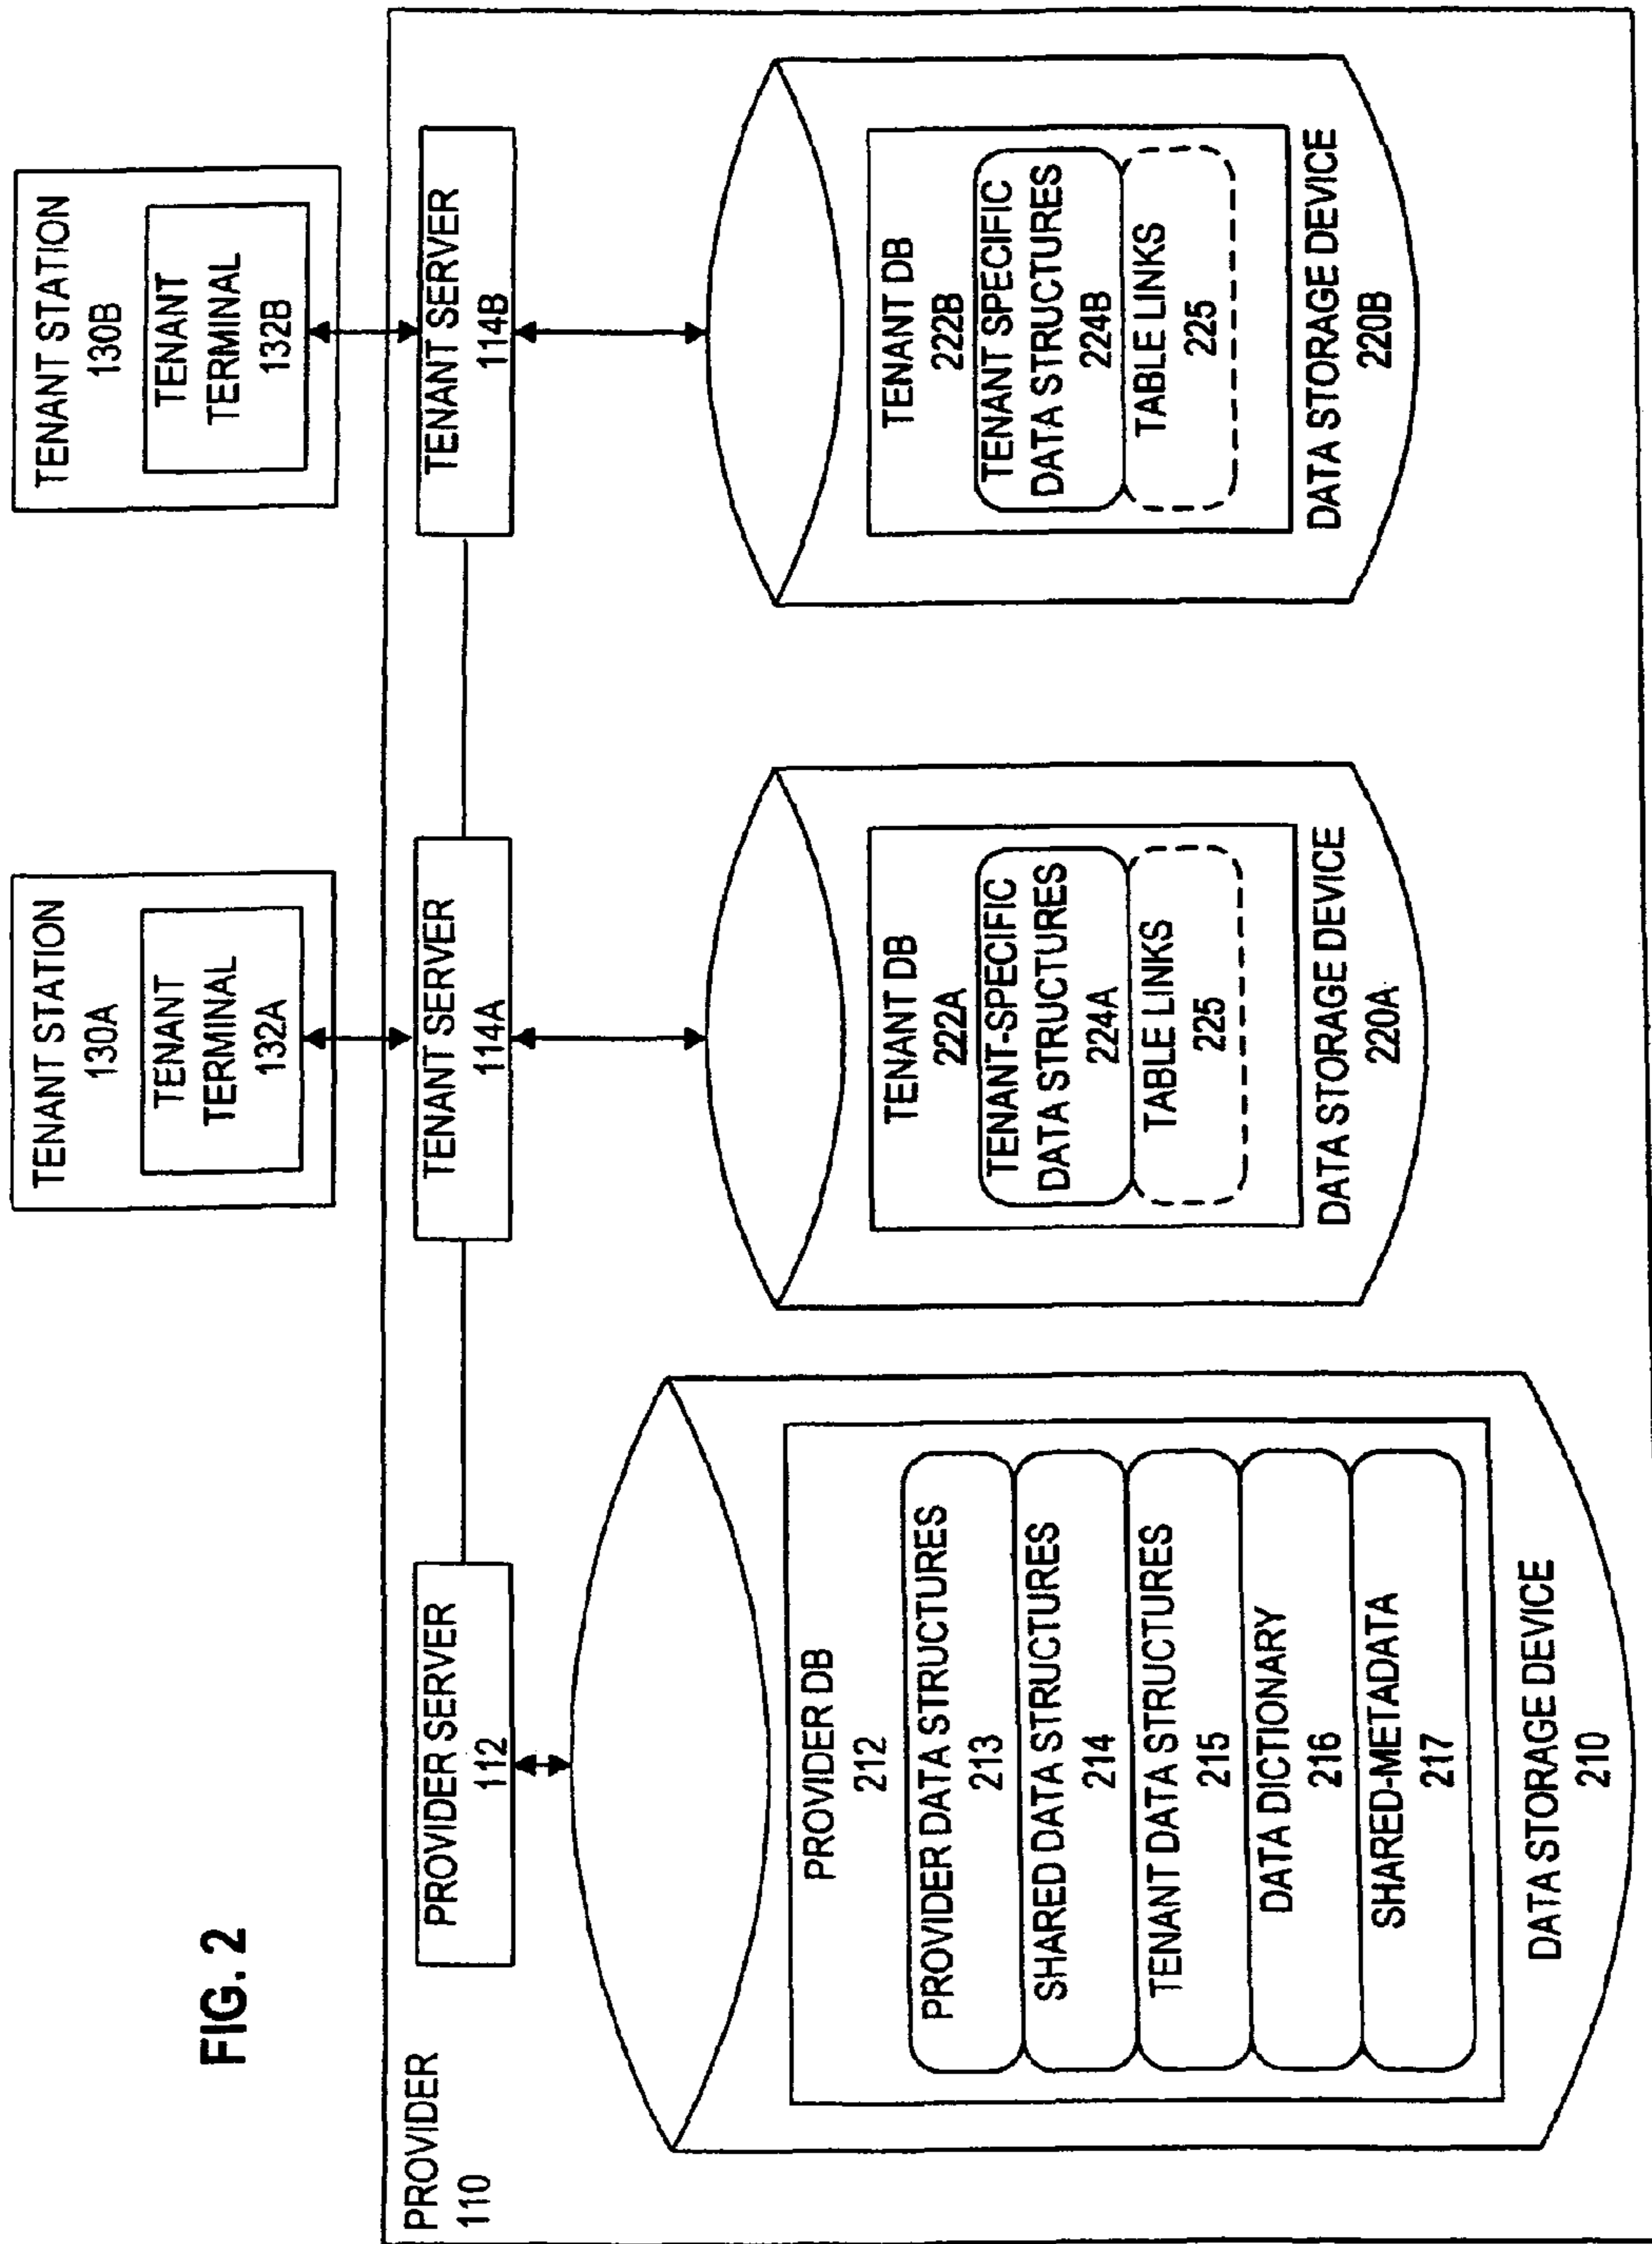 FIG. 2
TENANT STATION
130A
TENANT
TERMINAL
132A
TENANT STATION
130B
TENANT
TERMINAL
132B
PROVIDER
110
PROVIDER SERVER
112
TENANT SERVER
114A
TENANT SERVER
114B
PROVIDER DB
212
PROVIDER DATA STRUCTURES
213
SHARED DATA STRUCTURES
214
TENANT DATA STRUCTURES
215
DATA DICTIONARY
216
SHARED-METADATA
217
DATA STORAGE DEVICE
210
TENANT DB
222A
TENANT-SPECIFIC
DATA STRUCTURES
224A
TABLE LINKS
225
DATA STORAGE DEVICE
220A
TENANT DB
222B
TENANT SPECIFIC
DATA STRUCTURES
224B
TABLE LINKS
225
DATA STORAGE DEVICE
220B